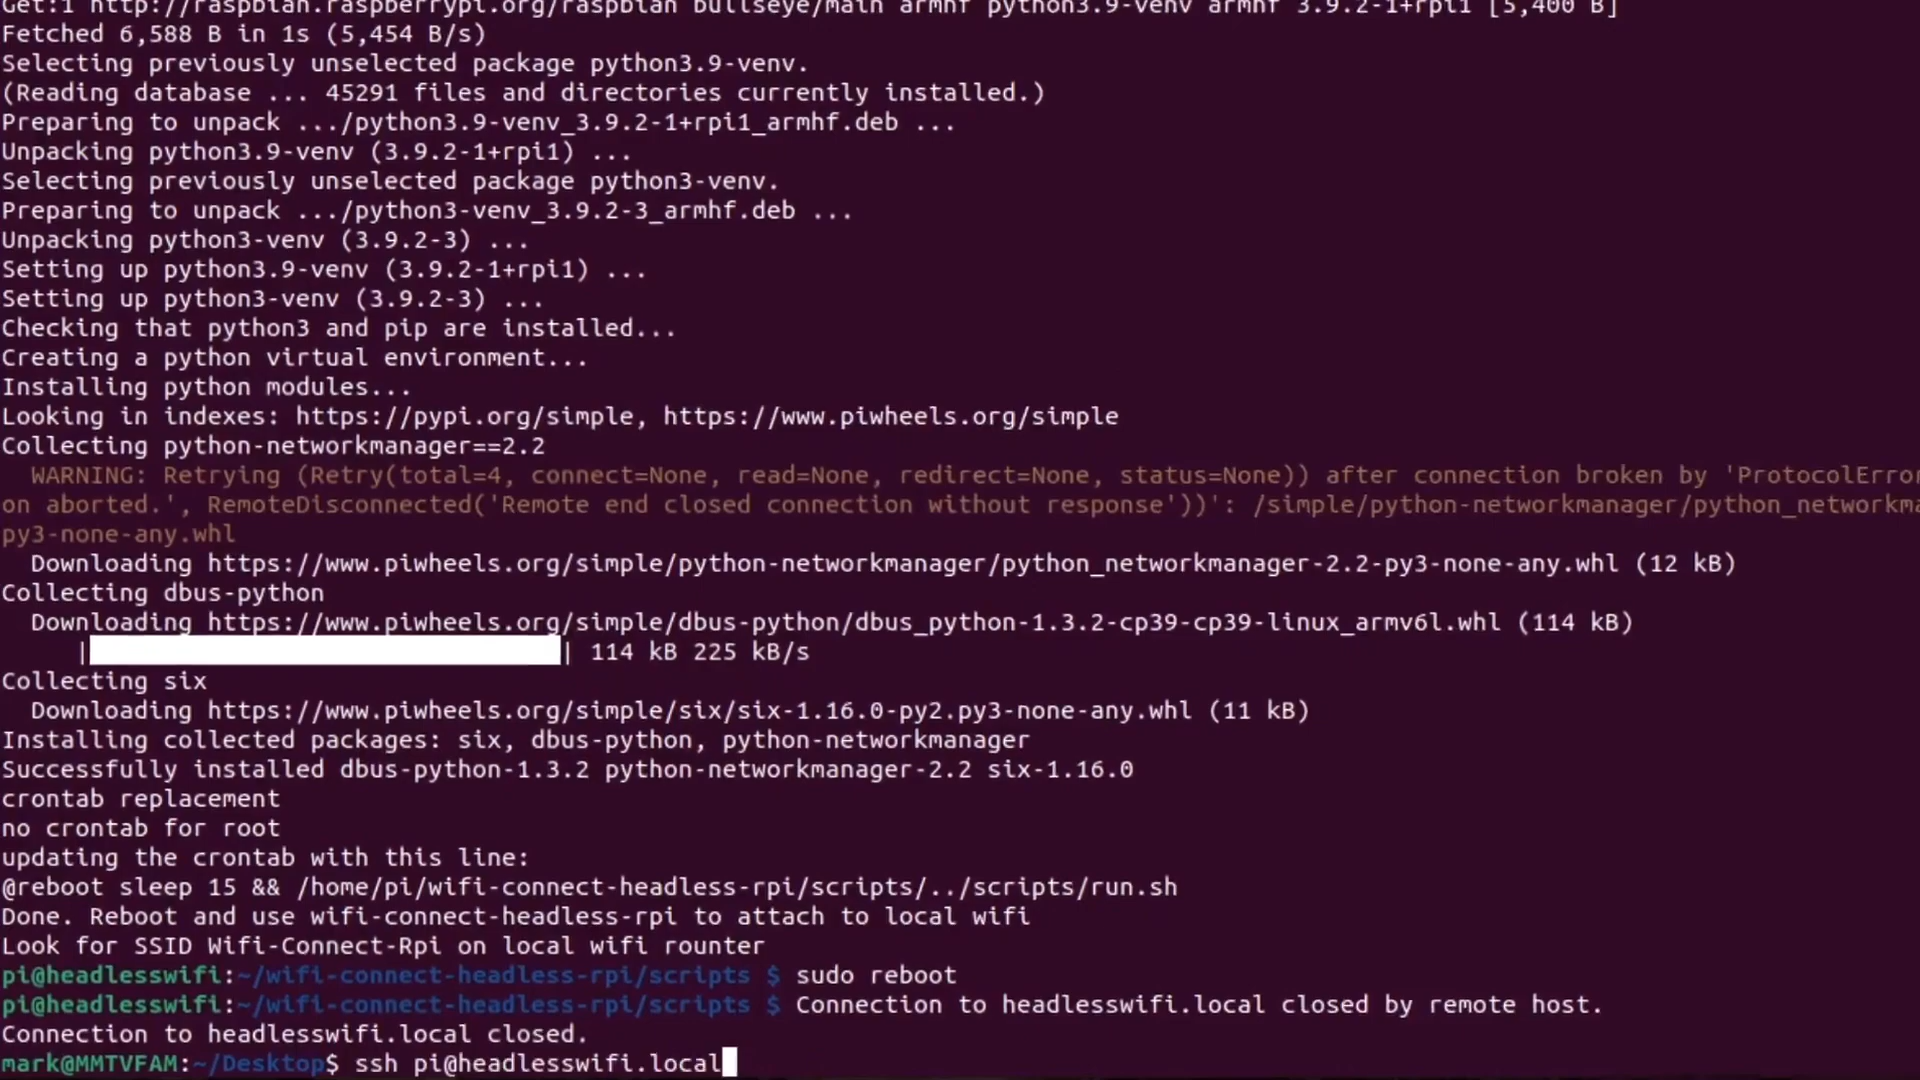 Get:1 http://raspbian.raspberrypi.org/raspbian bullseye/main armhf python3.9-venv armhf 3.9.2-1+rpi1 [5,400 B]
Fetched 6,588 B in 1s (5,454 B/s)
Selecting previously unselected package python3.9-venv.
(Reading database ... 45291 files and directories currently installed.)
Preparing to unpack .../python3.9-venv_3.9.2-1+rpi1_armhf.deb ...
Unpacking python3.9-venv (3.9.2-1+rpi1) ...
Selecting previously unselected package python3-venv.
Preparing to unpack .../python3-venv_3.9.2-3_armhf.deb ...
Unpacking python3-venv (3.9.2-3) ...
Setting up python3.9-venv (3.9.2-1+rpi1) ...
Setting up python3-venv (3.9.2-3) ...
Checking that python3 and pip are installed...
Creating a python virtual environment...
Installing python modules...
Looking in indexes: https://pypi.org/simple, https://www.piwheels.org/simple
Collecting python-networkmanager==2.2
  WARNING: Retrying (Retry(total=4, connect=None, read=None, redirect=None, status=None)) after connection broken by 'ProtocolError
on aborted.', RemoteDisconnected('Remote end closed connection without response'))': /simple/python-networkmanager/python_networkma
py3-none-any.whl
  Downloading https://www.piwheels.org/simple/python-networkmanager/python_networkmanager-2.2-py3-none-any.whl (12 kB)
Collecting dbus-python
  Downloading https://www.piwheels.org/simple/dbus-python/dbus_python-1.3.2-cp39-cp39-linux_armv6l.whl (114 kB)
| | 114 kB 225 kB/s
Collecting six
  Downloading https://www.piwheels.org/simple/six/six-1.16.0-py2.py3-none-any.whl (11 kB)
Installing collected packages: six, dbus-python, python-networkmanager
Successfully installed dbus-python-1.3.2 python-networkmanager-2.2 six-1.16.0
crontab replacement
no crontab for root
updating the crontab with this line:
@reboot sleep 15 && /home/pi/wifi-connect-headless-rpi/scripts/../scripts/run.sh
Done. Reboot and use wifi-connect-headless-rpi to attach to local wifi
Look for SSID Wifi-Connect-Rpi on local wifi rounter
pi@headlesswifi:~/wifi-connect-headless-rpi/scripts $ sudo reboot
pi@headlesswifi:~/wifi-connect-headless-rpi/scripts $ Connection to headlesswifi.local closed by remote host.
Connection to headlesswifi.local closed.
mark@MMTVFAM:~/Desktop$ ssh pi@headlesswifi.local